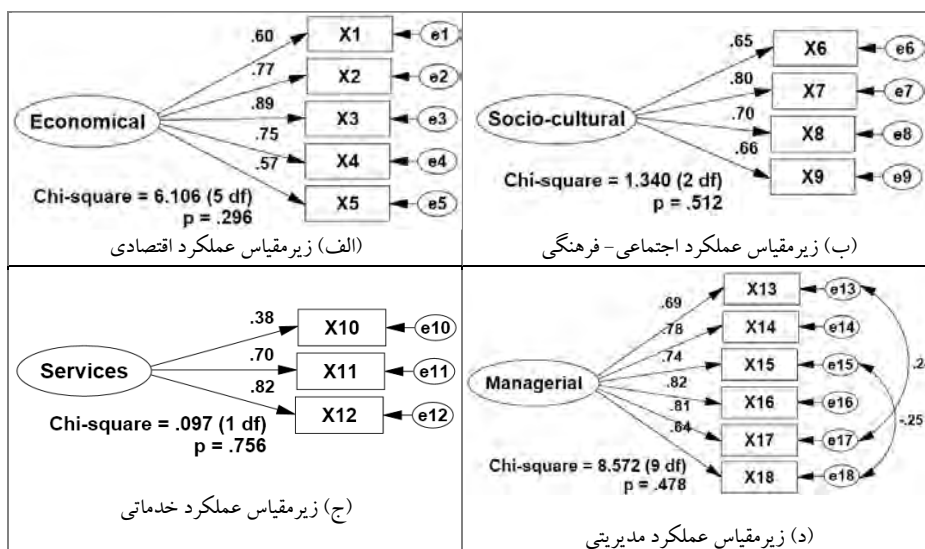 Economical
.60
.77
.89
.75
.57
X1
X2
X3
X4
X5
e1
e2
e3
e4
e5
Chi-square = 6.106 (5 df)
p = .296
الف) زیرمقیاس عملکرد اقتصادی)
Socio-cultural
.65
.80
.70
.66
X6
X7
X8
X9
e6
e7
e8
e9
Chi-square = 1.340 (2 df)
p = .512
ب) زیرمقیاس عملکرد اجتماعی- فرهنگی)
Services
.38
.70
.82
X10
X11
X12
e10
e11
e12
Chi-square = .097 (1 df)
p = .756
ج) زیرمقیاس عملکرد خدماتی)
Managerial
.69
.78
.74
.82
.81
.64
X13
X14
X15
X16
X17
X18
e13
e14
e15
e16
e17
e18
-.25
Chi-square = 8.572 (9 df)
p = .478
د) زیرمقیاس عملکرد مدیریتی)